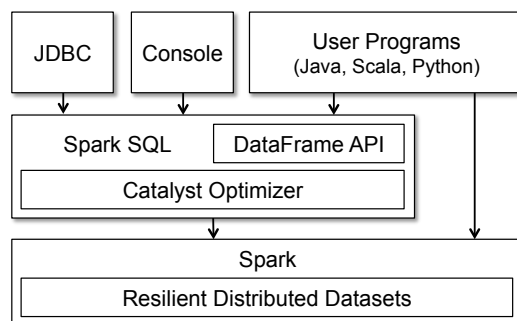 JDBC
Console
User Programs
(Java, Scala, Python)
Spark SQL
DataFrame API
Catalyst Optimizer
Spark
Resilient Distributed Datasets